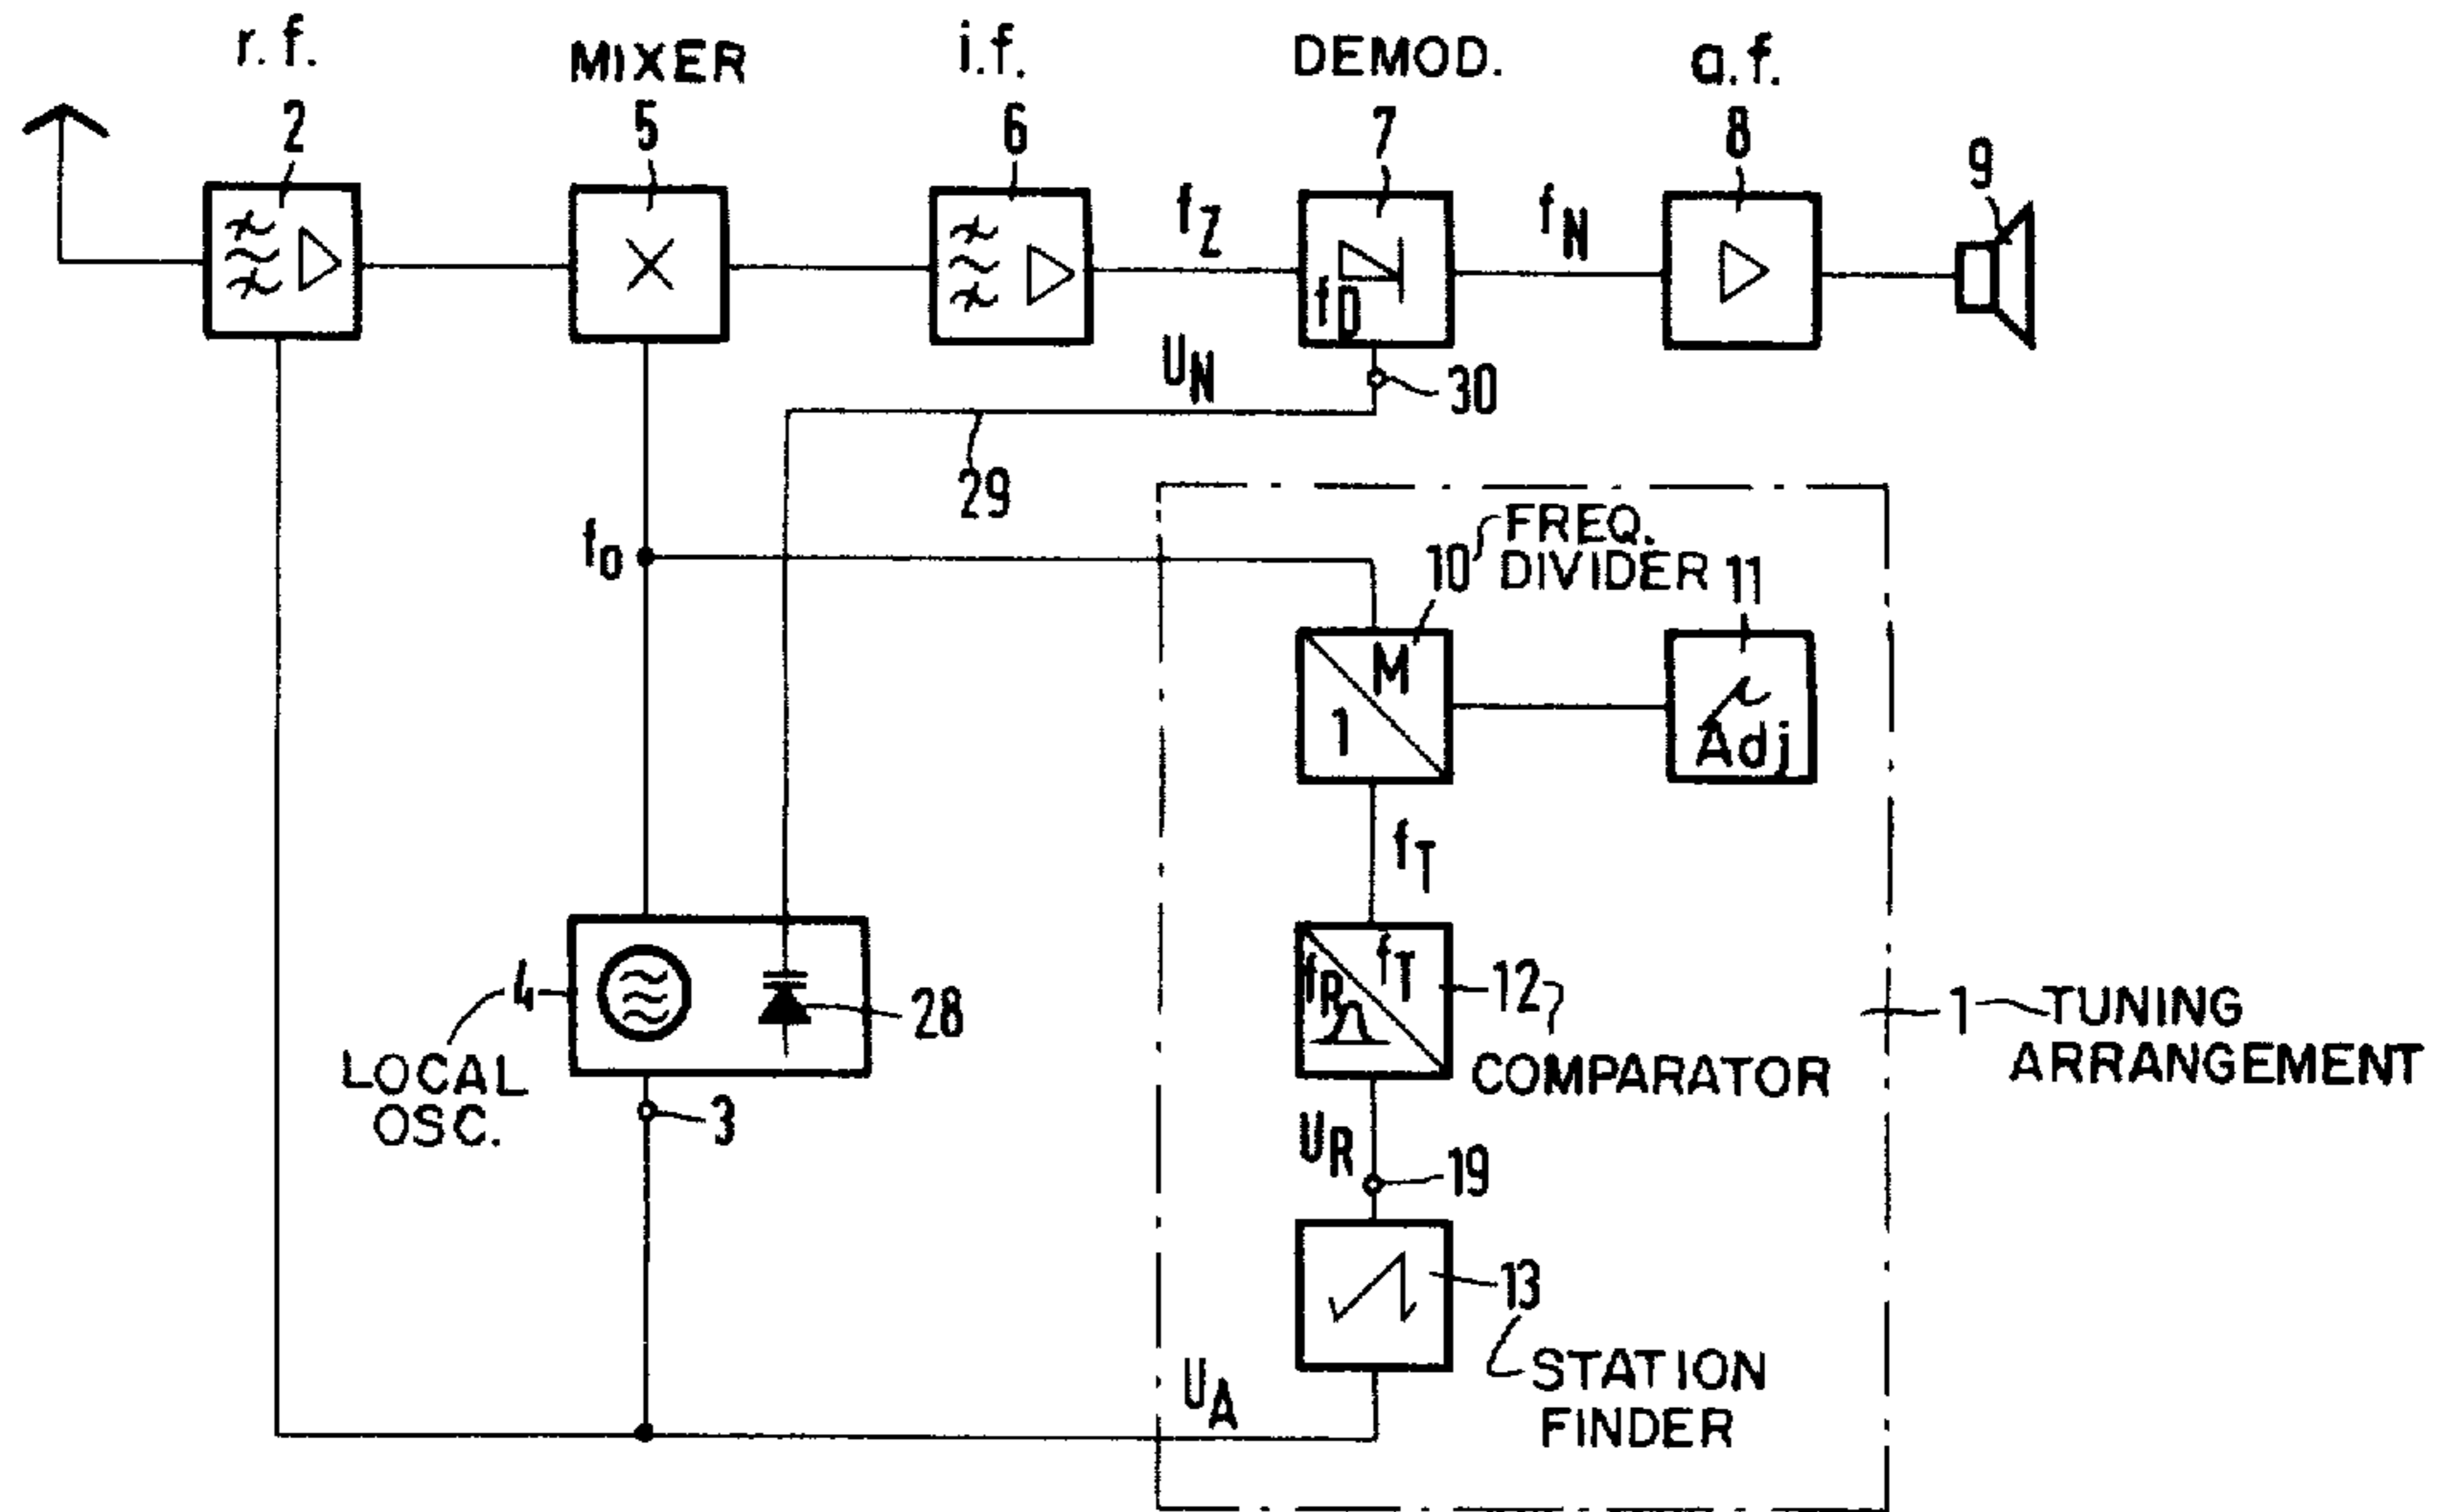 r. f.
MIXER
i.f.
DEMOD.
a.f.
2
5
6
7
8
9
fZ
fN
fD
UN
30
29
fO
FREQ.
10 DIVIDER 11
M
1
Adj
fT
fR
fT
4
28
12
1 TUNING
ARRANGEMENT
LOCAL
OSC.
COMPARATOR
3
UR
19
13
STATION
FINDER
UA